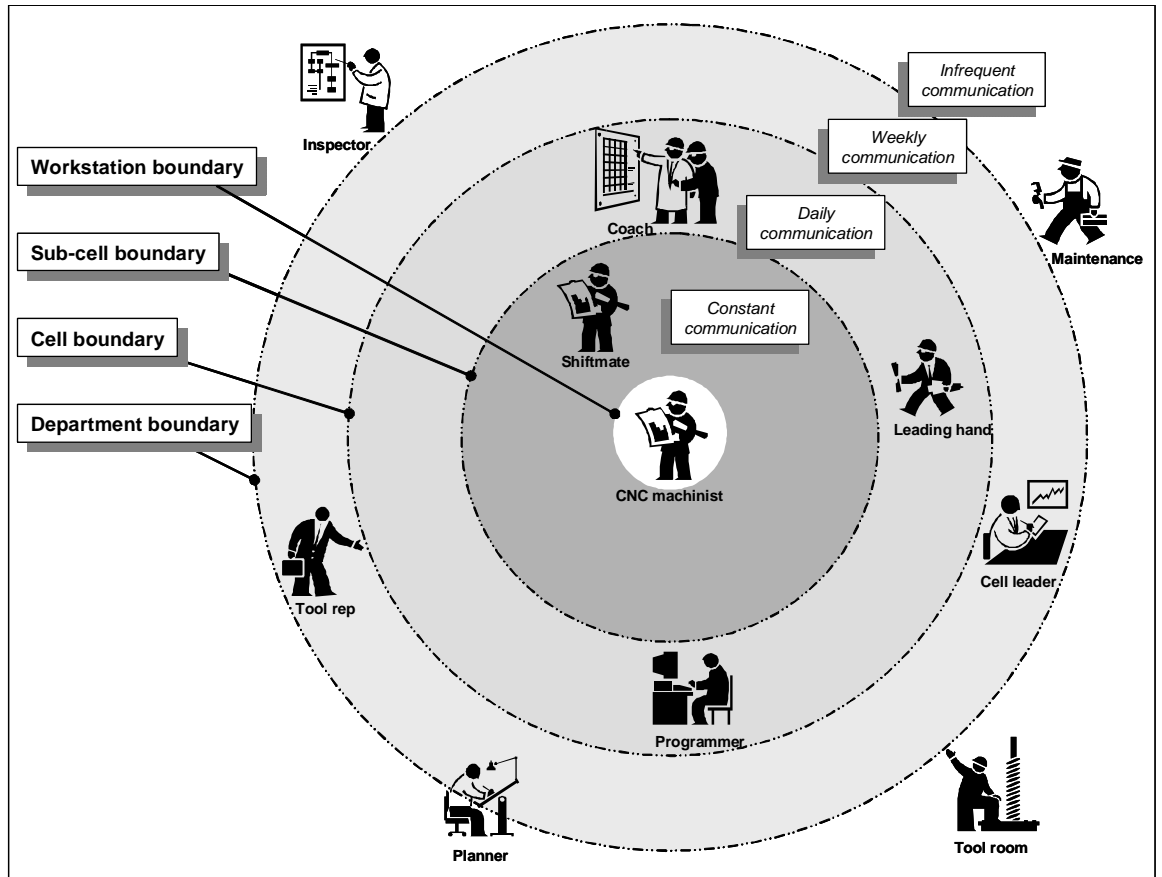 Infrequent
communication
Inspector
Weekly
communication
Workstation boundary
Coach
Daily
communication
Maintenance
Sub-cell boundary
Constant
communication
Cell boundary
Shiftmate
Department boundary
Leading hand
CNC machinist
Cell leader
Tool rep
Programmer
Planner
Tool room